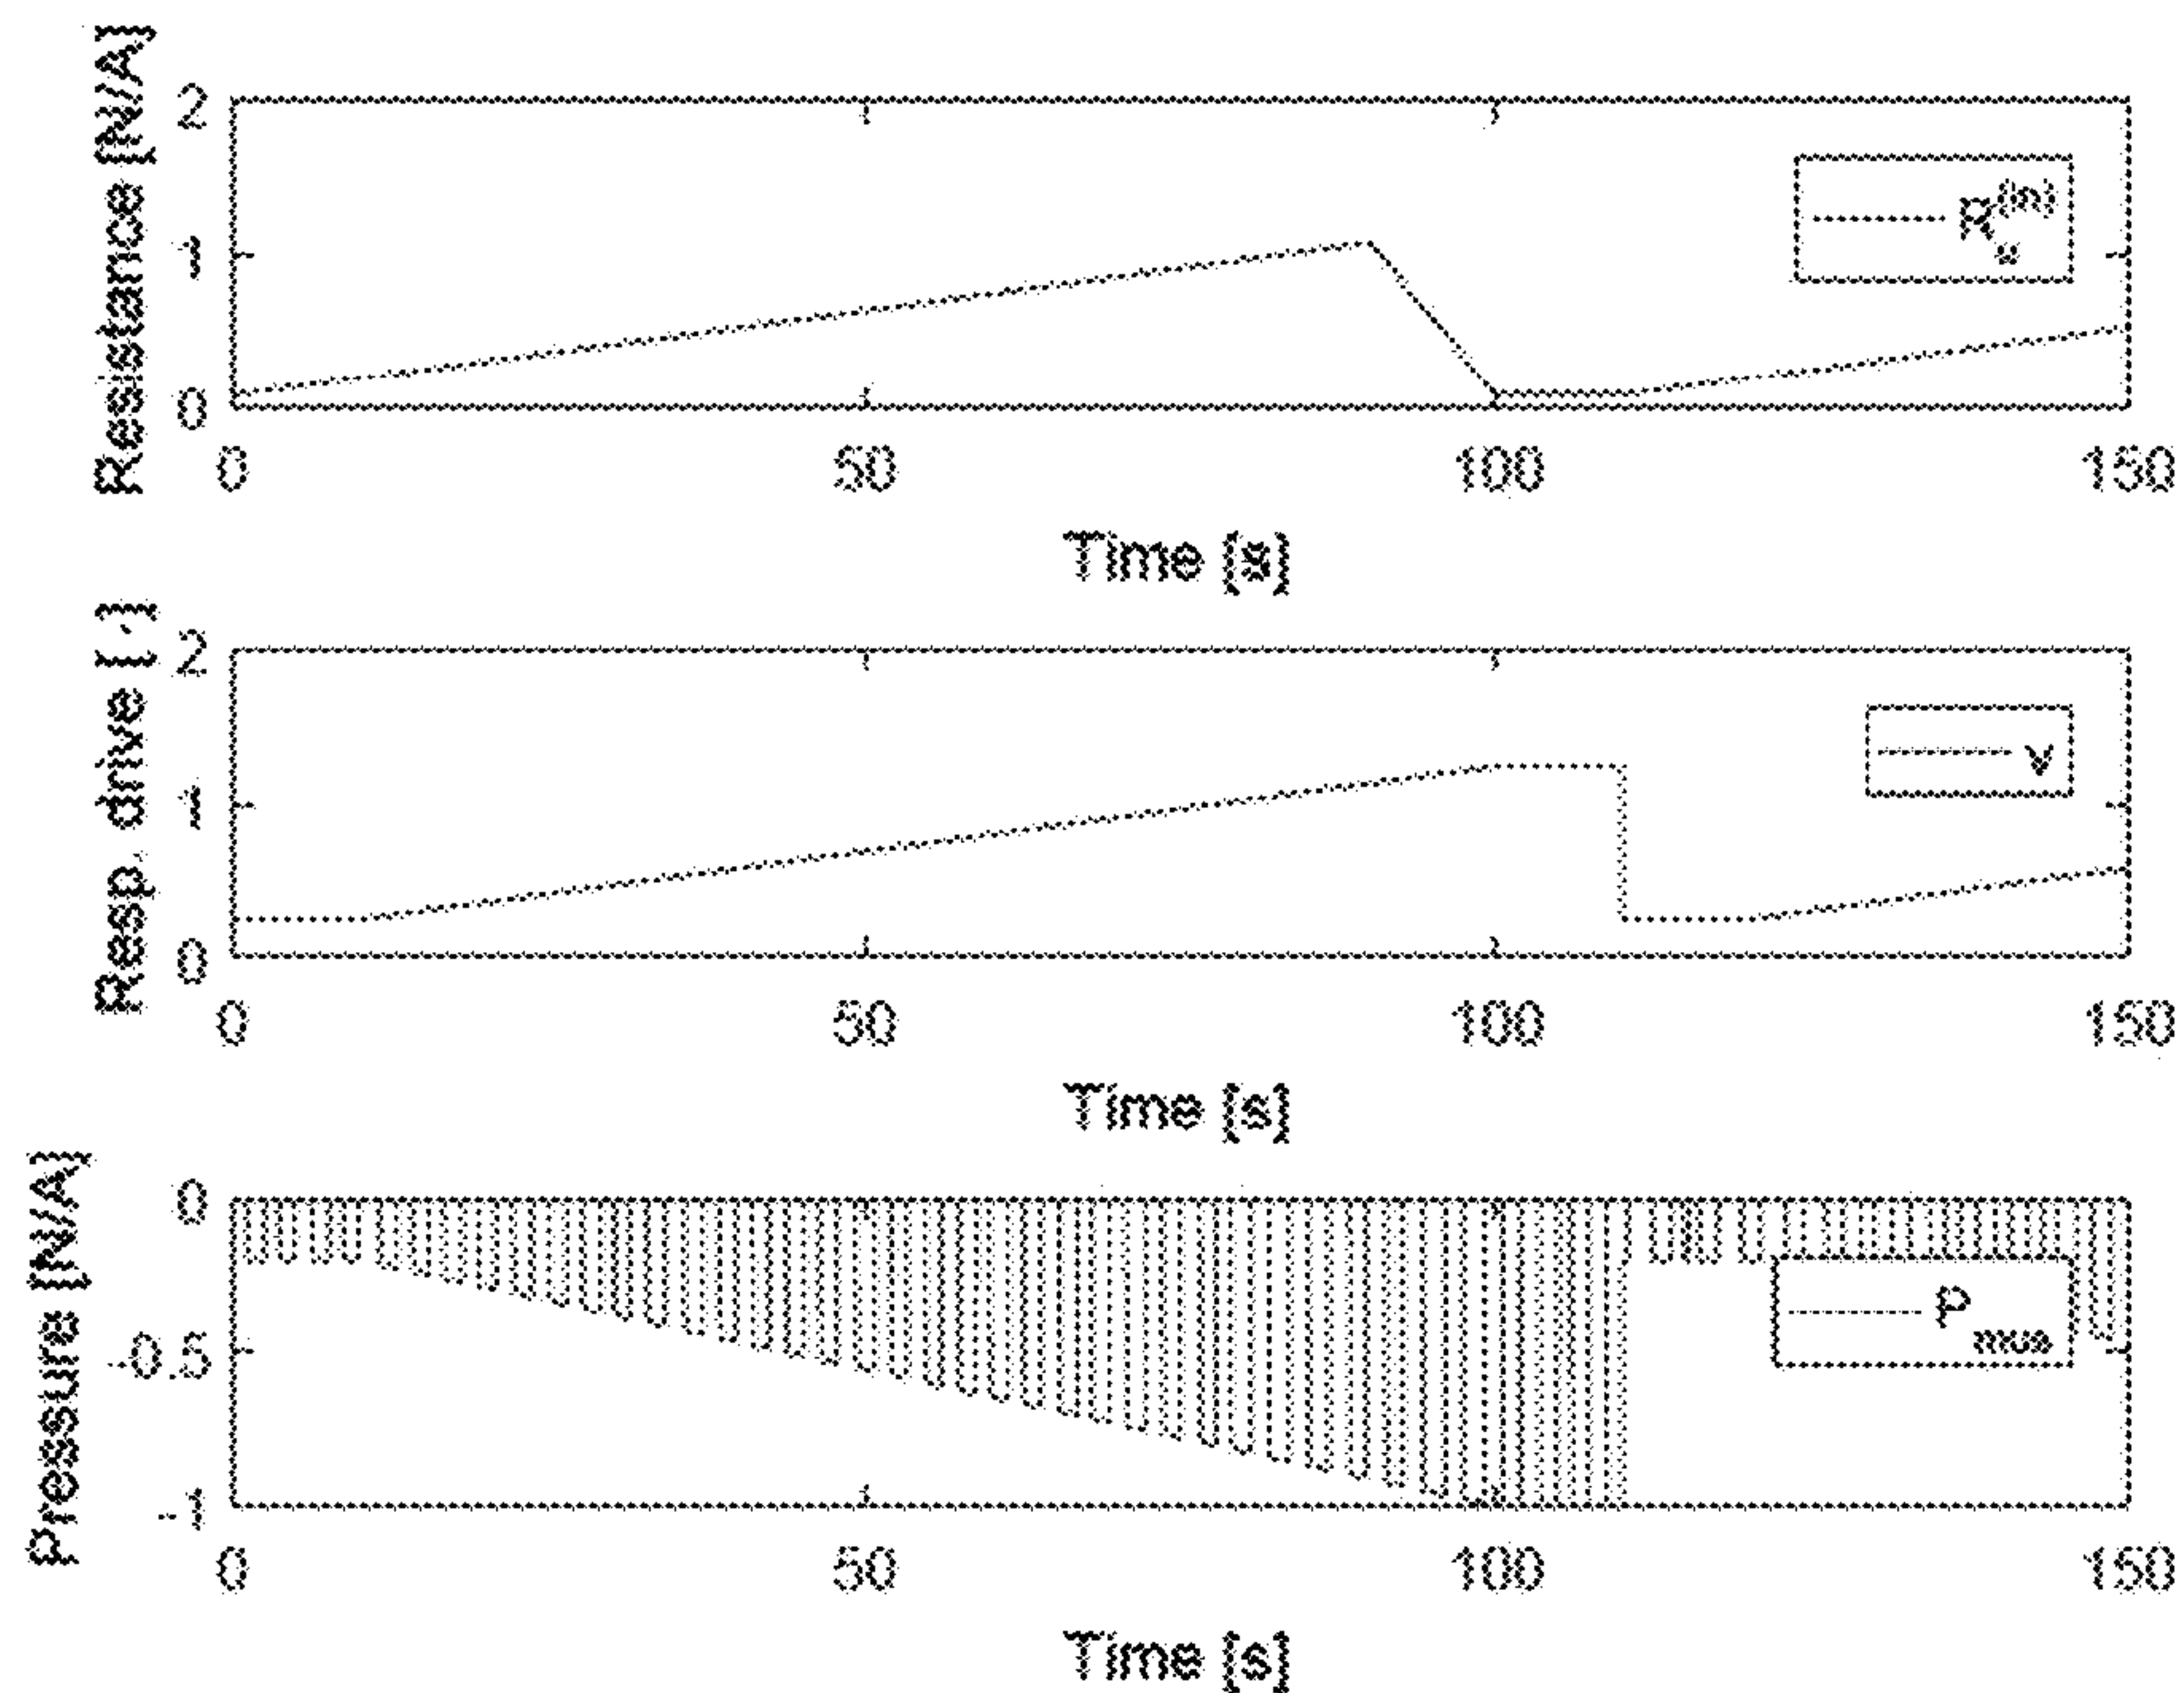 Resistance [N/A]
2
1
0
R(n)
u
0 50 100 150
Time [s]
Resp. drive [ . ]
2
1
0
v
0 50 100 150
Time [s]
Pressure [N/A]
0
-0.5
-1
P
mus
0 50 100 150
Time [s]